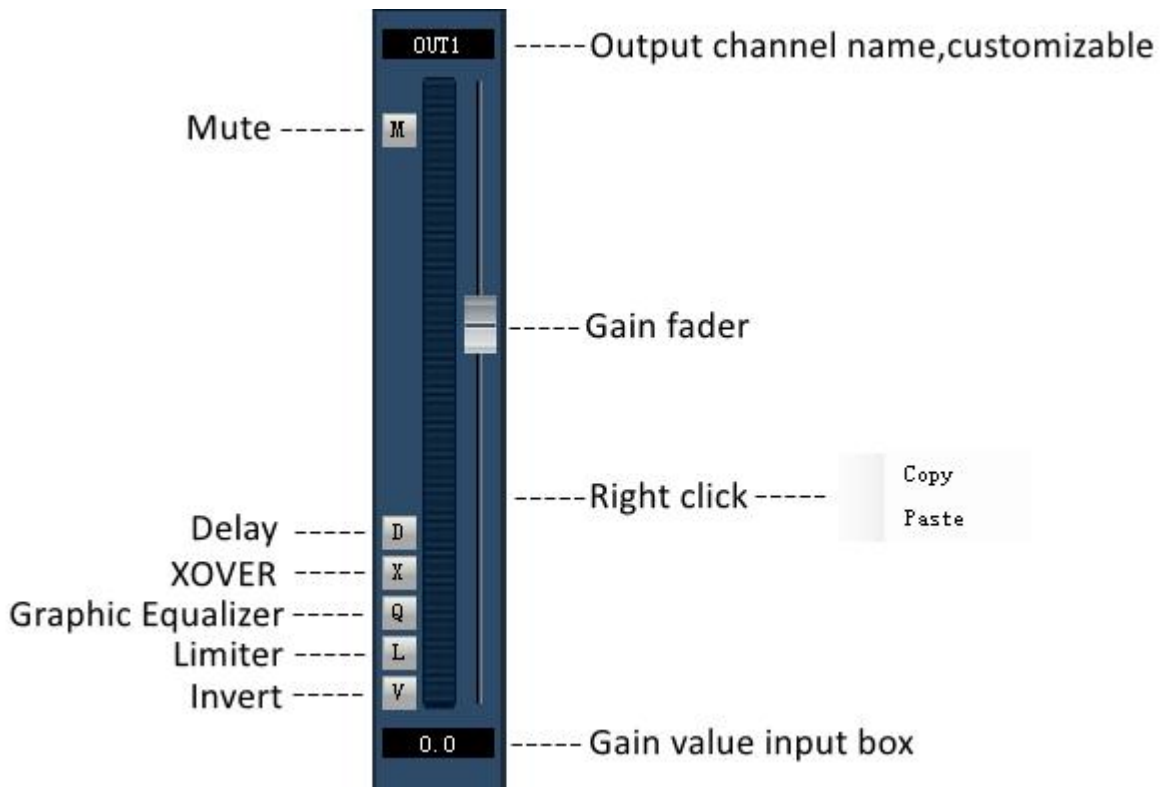 OUT1
Output channel name,customizable
Mute
M
Gain fader
Right click
Copy
Paste
Delay
D
XOVER
X
Graphic Equalizer
Q
Limiter
L
Invert
V
0.0
Gain value input box